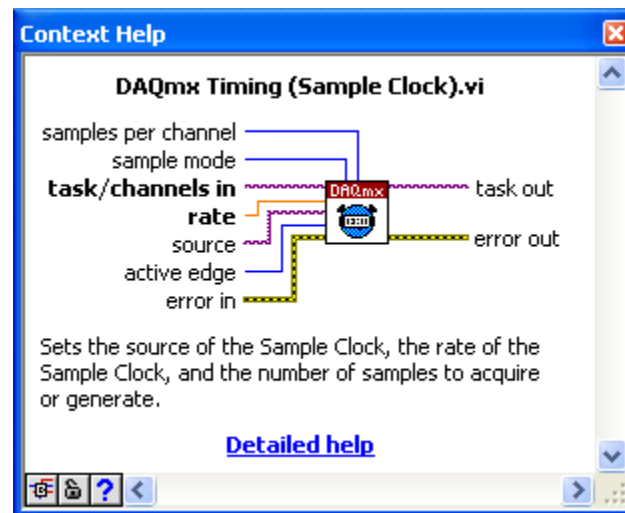 Context Help
DAQmx Timing (Sample Clock).vi
samples per channel
sample mode
task/channels in
DAQmx
task out
rate
source
error out
active edge
error in
Sets the source of the Sample Clock, the rate of the
Sample Clock, and the number of samples to acquire
or generate.
Detailed help
?